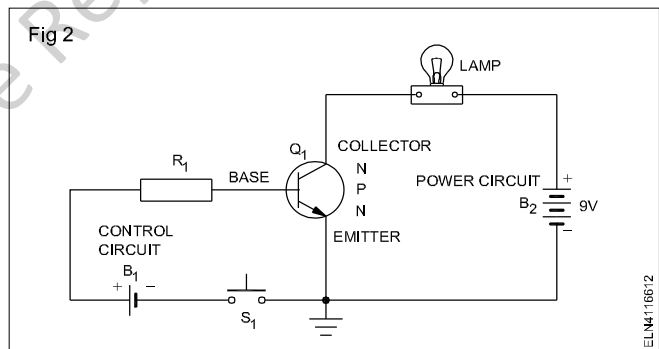 Fig 2
LAMP
Q1
COLLECTOR
R1
BASE
N
P
N
POWER CIRCUIT
+
B2
9V
–
EMITTER
CONTROL
CIRCUIT
B1
+ –
S1
ELN4116612